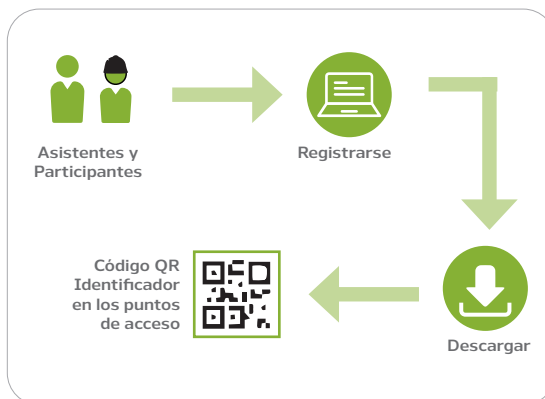 Asistentes y
Participantes
Registrarse
Descargar
Código QR
Identificador
en los puntos
de acceso